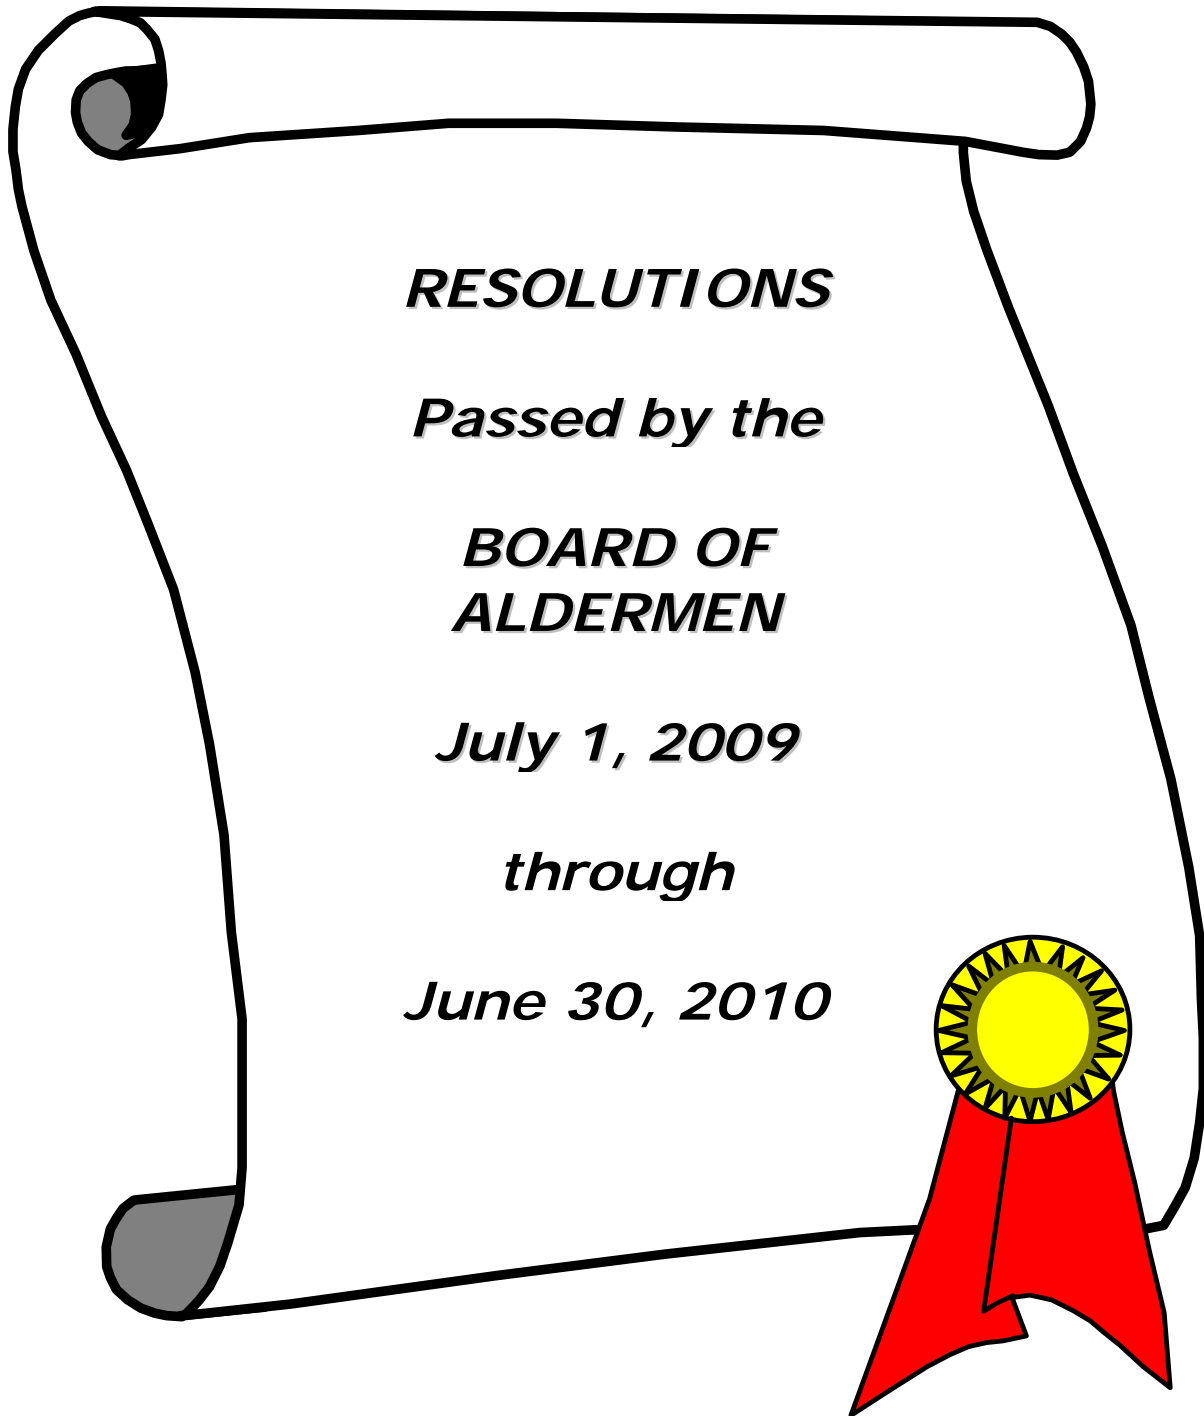 RESOLUTIONS
Passed by the
BOARD OF
ALDERMEN
July 1, 2009
through
June 30, 2010